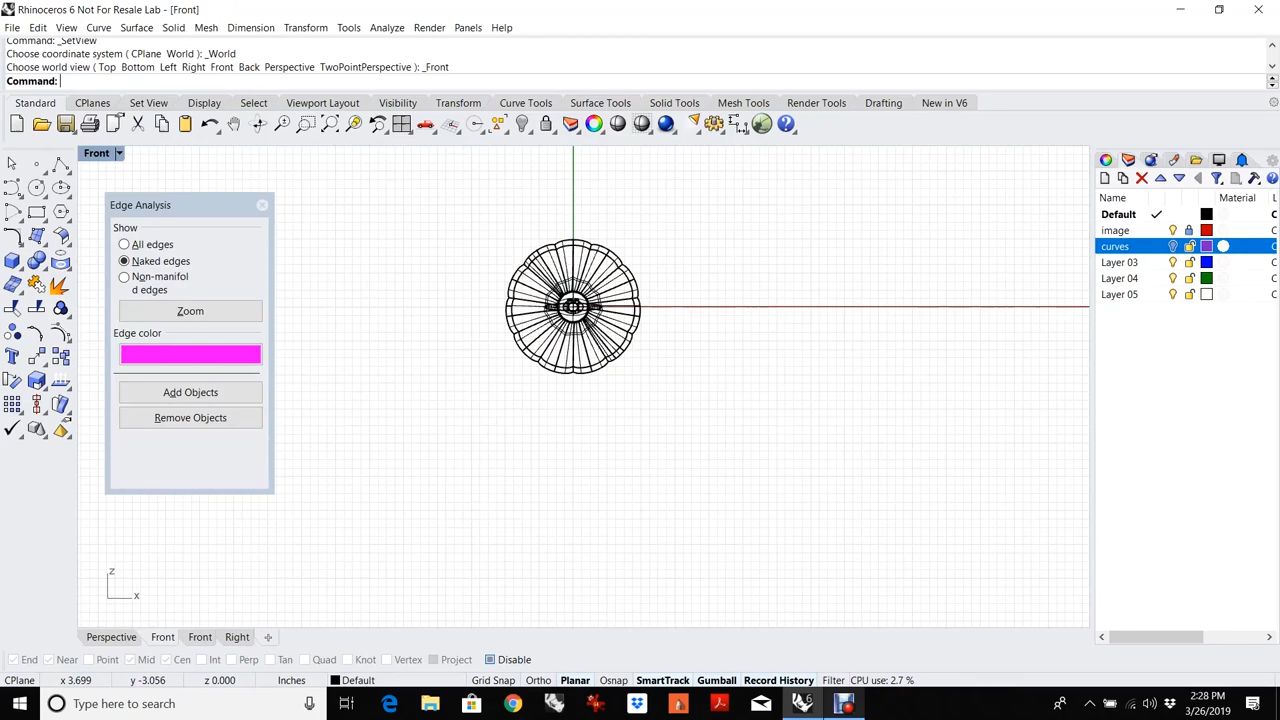 Rhinoceros 6 Not For Resale Lab - [Front]
File Edit View Curve Surface Solid Mesh Dimension Transform Tools Analyze Render Panels Help
Command: _SetView
Choose coordinate system ( CPlane World ): _World
Choose world view ( Top Bottom Left Right Front Back Perspective TwoPointPerspective ): _Front
Command:
Standard CPlanes Set View Display Select Viewport Layout Visibility Transform Curve Tools Surface Tools Solid Tools Mesh Tools Render Tools Drafting New in V6
Front
Edge Analysis
Show
All edges
Naked edges
Non-manifol
d edges
Zoom
Edge color
Add Objects
Remove Objects
Name Material
Default C
image C
curves C
Layer 03 C
Layer 04 C
Layer 05 C
z
x
Perspective Front Front Right
End Near Point Mid Cen Int Perp Tan Quad Knot Vertex Project Disable
CPlane x 3.699 y -3.056 z 0.000 Inches Default Grid Snap Ortho Planar Osnap SmartTrack Gumball Record History Filter CPU use: 2.7 %
Type here to search
2:28 PM
3/26/2019